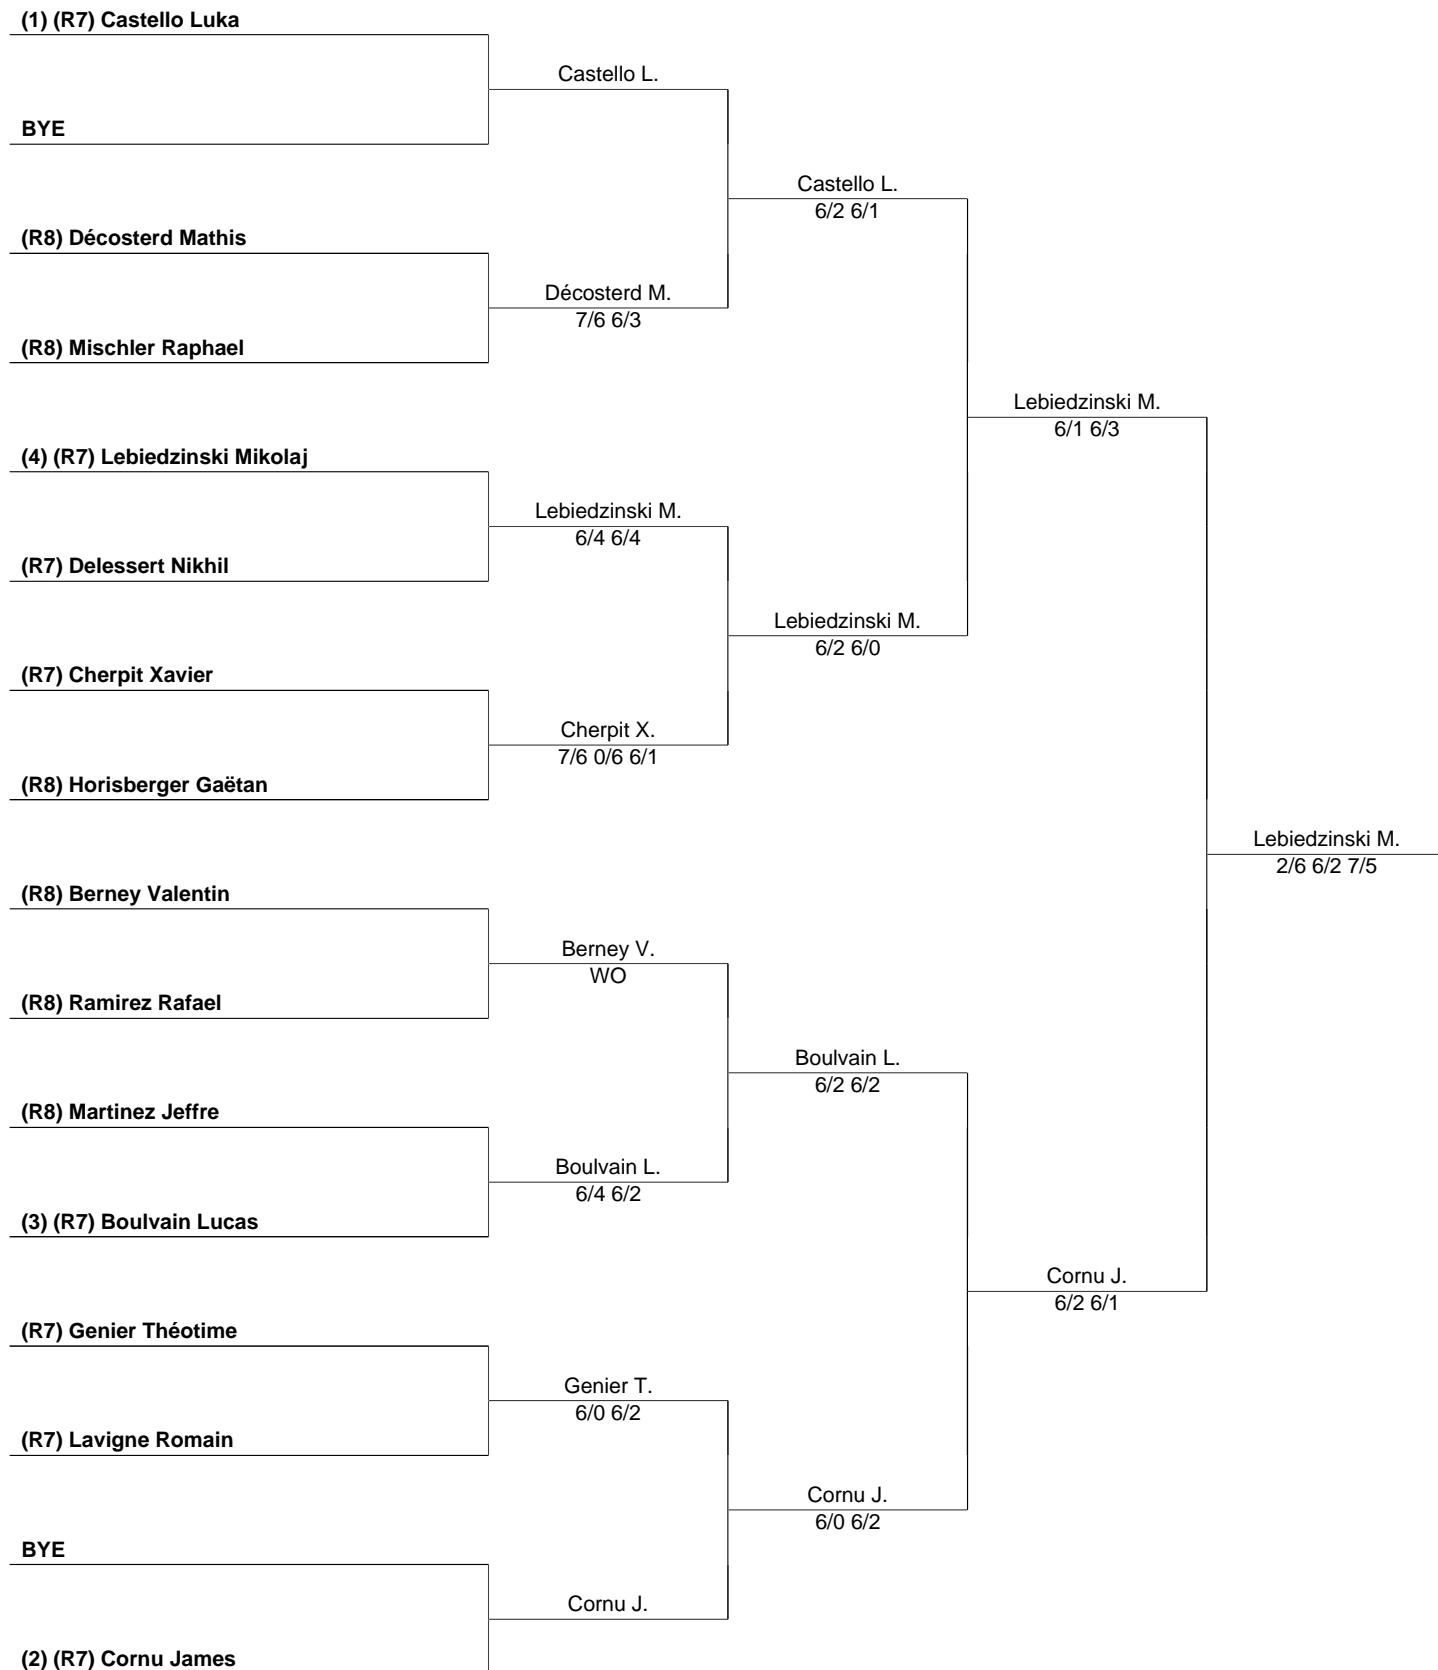 (1) (R7) Castello Luka
Castello L.
BYE
Castello L.
6/2 6/1
(R8) Décosterd Mathis
Décosterd M.
7/6 6/3
(R8) Mischler Raphael
Lebiedzinski M.
6/1 6/3
(4) (R7) Lebiedzinski Mikolaj
Lebiedzinski M.
6/4 6/4
(R7) Delessert Nikhil
Lebiedzinski M.
6/2 6/0
(R7) Cherpit Xavier
Cherpit X.
7/6 0/6 6/1
(R8) Horisberger Gaëtan
Lebiedzinski M.
2/6 6/2 7/5
(R8) Berney Valentin
Berney V.
WO
(R8) Ramirez Rafael
Boulvain L.
6/2 6/2
(R8) Martinez Jeffre
Boulvain L.
6/4 6/2
(3) (R7) Boulvain Lucas
Cornu J.
6/2 6/1
(R7) Genier Théotime
Genier T.
6/0 6/2
(R7) Lavigne Romain
Cornu J.
6/0 6/2
BYE
Cornu J.
(2) (R7) Cornu James